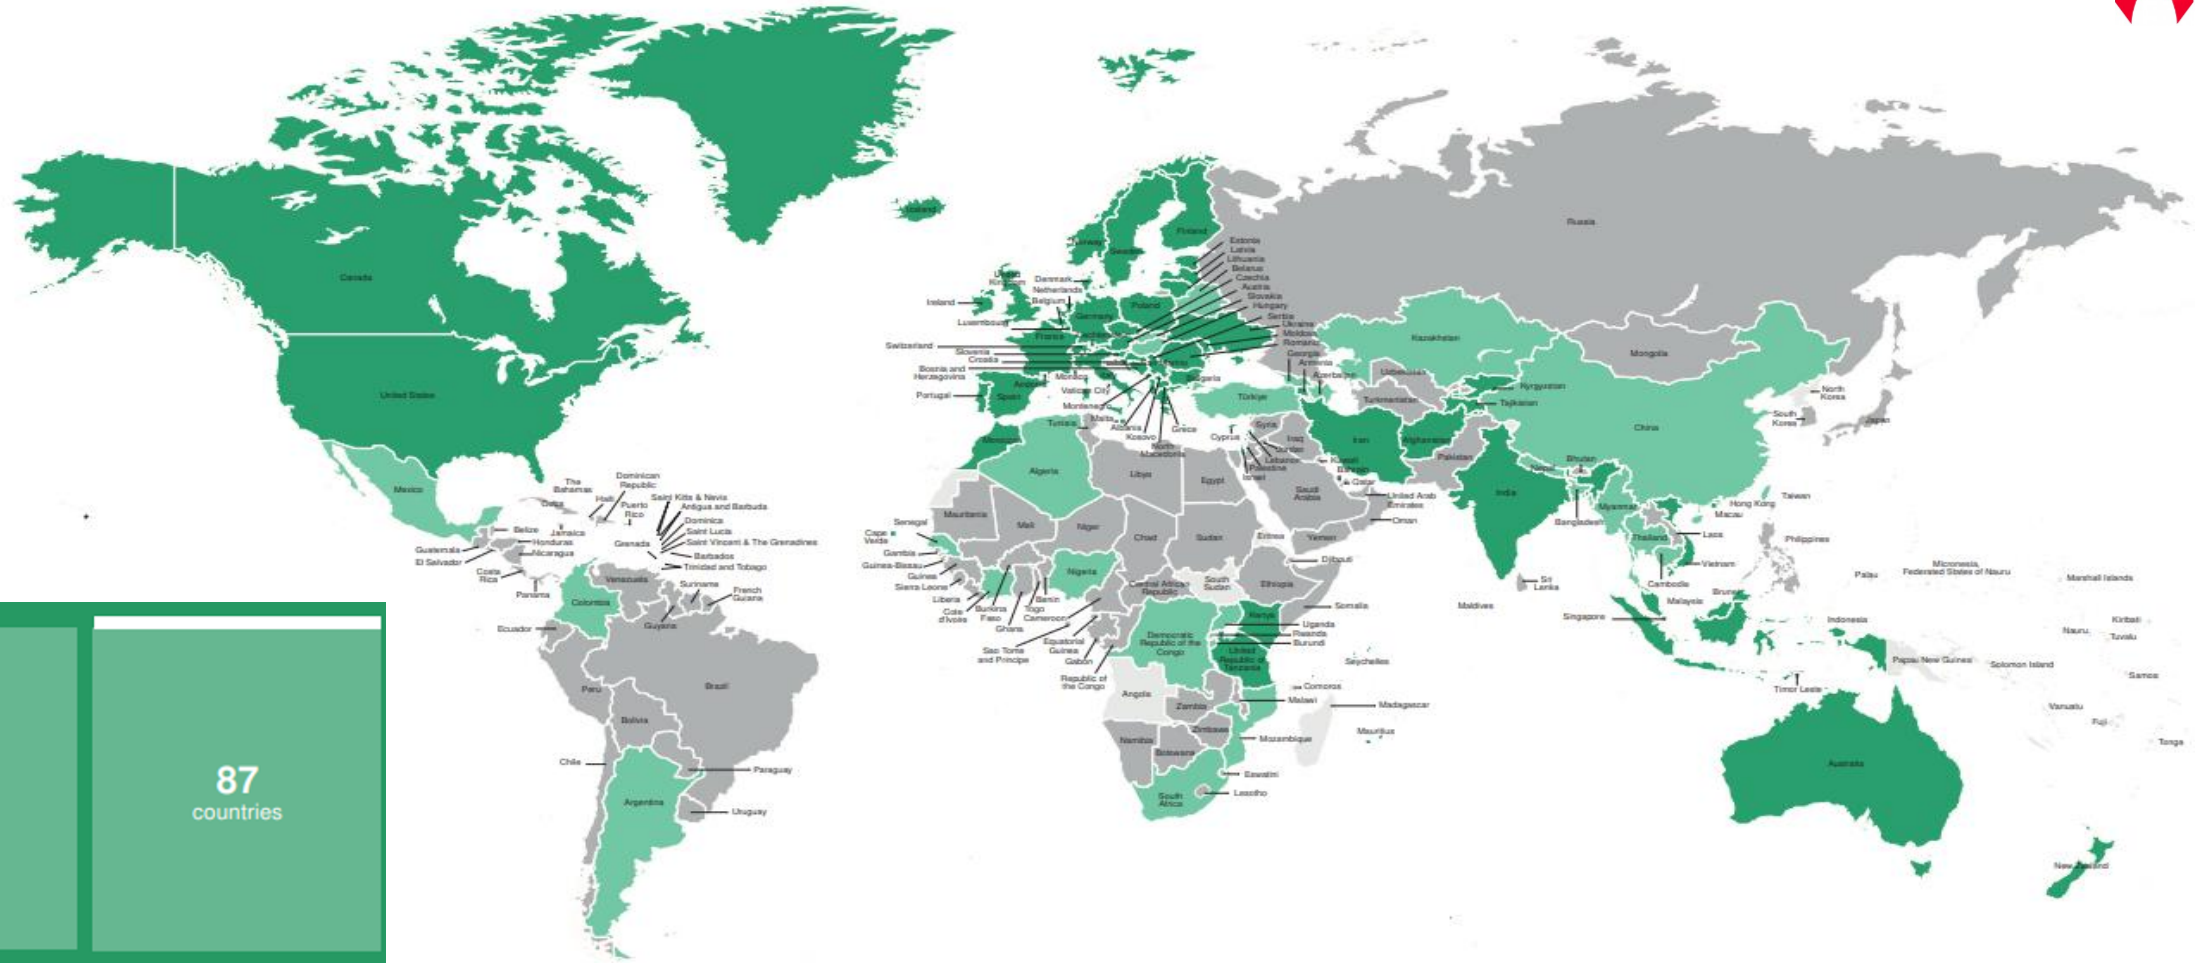 Iceland
Canada
United States
Mexico
The
Bahamas
Cuba
Haiti
Dominican
Republic
Puerto
Rico
Saint Kitts & Nevis
Antigua and Barbuda
Dominica
Saint Lucia
Saint Vincent & The Grenadines
Grenada
Barbados
Trinidad and Tobago
Belize
Jamaica
Honduras
Nicaragua
Guatemala
El Salvador
Costa
Rica
Panama
Venezuela
Suriname
French
Guiana
Colombia
Guyana
Ecuador
Peru
Brazil
Bolivia
Chile
Paraguay
Argentina
Uruguay
87
countries
Norway
Sweden
Finland
Russia
Estonia
Latvia
Lithuania
Belarus
Czechia
Austria
Slovakia
Hungary
Serbia
Ukraine
Moldova
Romania
Georgia
Armenia
Azerbaijan
United
Kingdom
Denmark
Netherlands
Belgium
Ireland
Luxembourg
Germany
Poland
France
Switzerland
Slovenia
Croatia
Bosnia and
Herzegovina
Portugal
Spain
Monaco
Vatican City
Montenegro
Malta
Albania
Kosovo
North
Macedonia
Greece
Bulgaria
Türkiye
Cyprus
Syria
Iraq
Jordan
Lebanon
Palestine
Israel
Kuwait
Bahrain
Qatar
Saudi
Arabia
United Arab
Emirates
Oman
Yemen
Iran
Afghanistan
Pakistan
Kazakhstan
Uzbekistan
Turkmenistan
Kyrgyzstan
Tajikistan
Mongolia
China
North
Korea
South
Korea
Japan
India
Nepal
Bhutan
Bangladesh
Myanmar
Thailand
Laos
Vietnam
Cambodia
Hong Kong
Macau
Taiwan
Philippines
Sri
Lanka
Maldives
Malaysia
Brunei
Singapore
Indonesia
Timor Leste
Papua New Guinea
Palau
Micronesia,
Federated States of Nauru
Marshall Islands
Kiribati
Nauru
Tuvalu
Solomon Island
Samoa
Vanuatu
Fuji
Tonga
Australia
New Zealand
Morocco
Tunisia
Algeria
Libya
Egypt
Mauritania
Mali
Niger
Chad
Sudan
Eritrea
Djibouti
Senegal
Cape
Verde
Gambia
Guinea-Bissau
Guinea
Sierra Leone
Liberia
Cote
d'Ivoire
Burkina
Faso
Ghana
Togo
Benin
Nigeria
Cameroon
Central African
Republic
South
Sudan
Ethiopia
Somalia
Sao Tome
and Principe
Equatorial
Guinea
Gabon
Republic of
the Congo
Democratic
Republic of the
Congo
Kenya
Uganda
Rwanda
Burundi
United
Republic of
Tanzania
Seychelles
Comoros
Angola
Zambia
Malawi
Madagascar
Mauritius
Zimbawe
Mozambique
Namibia
Botswana
Eswatini
South
Africa
Lesotho